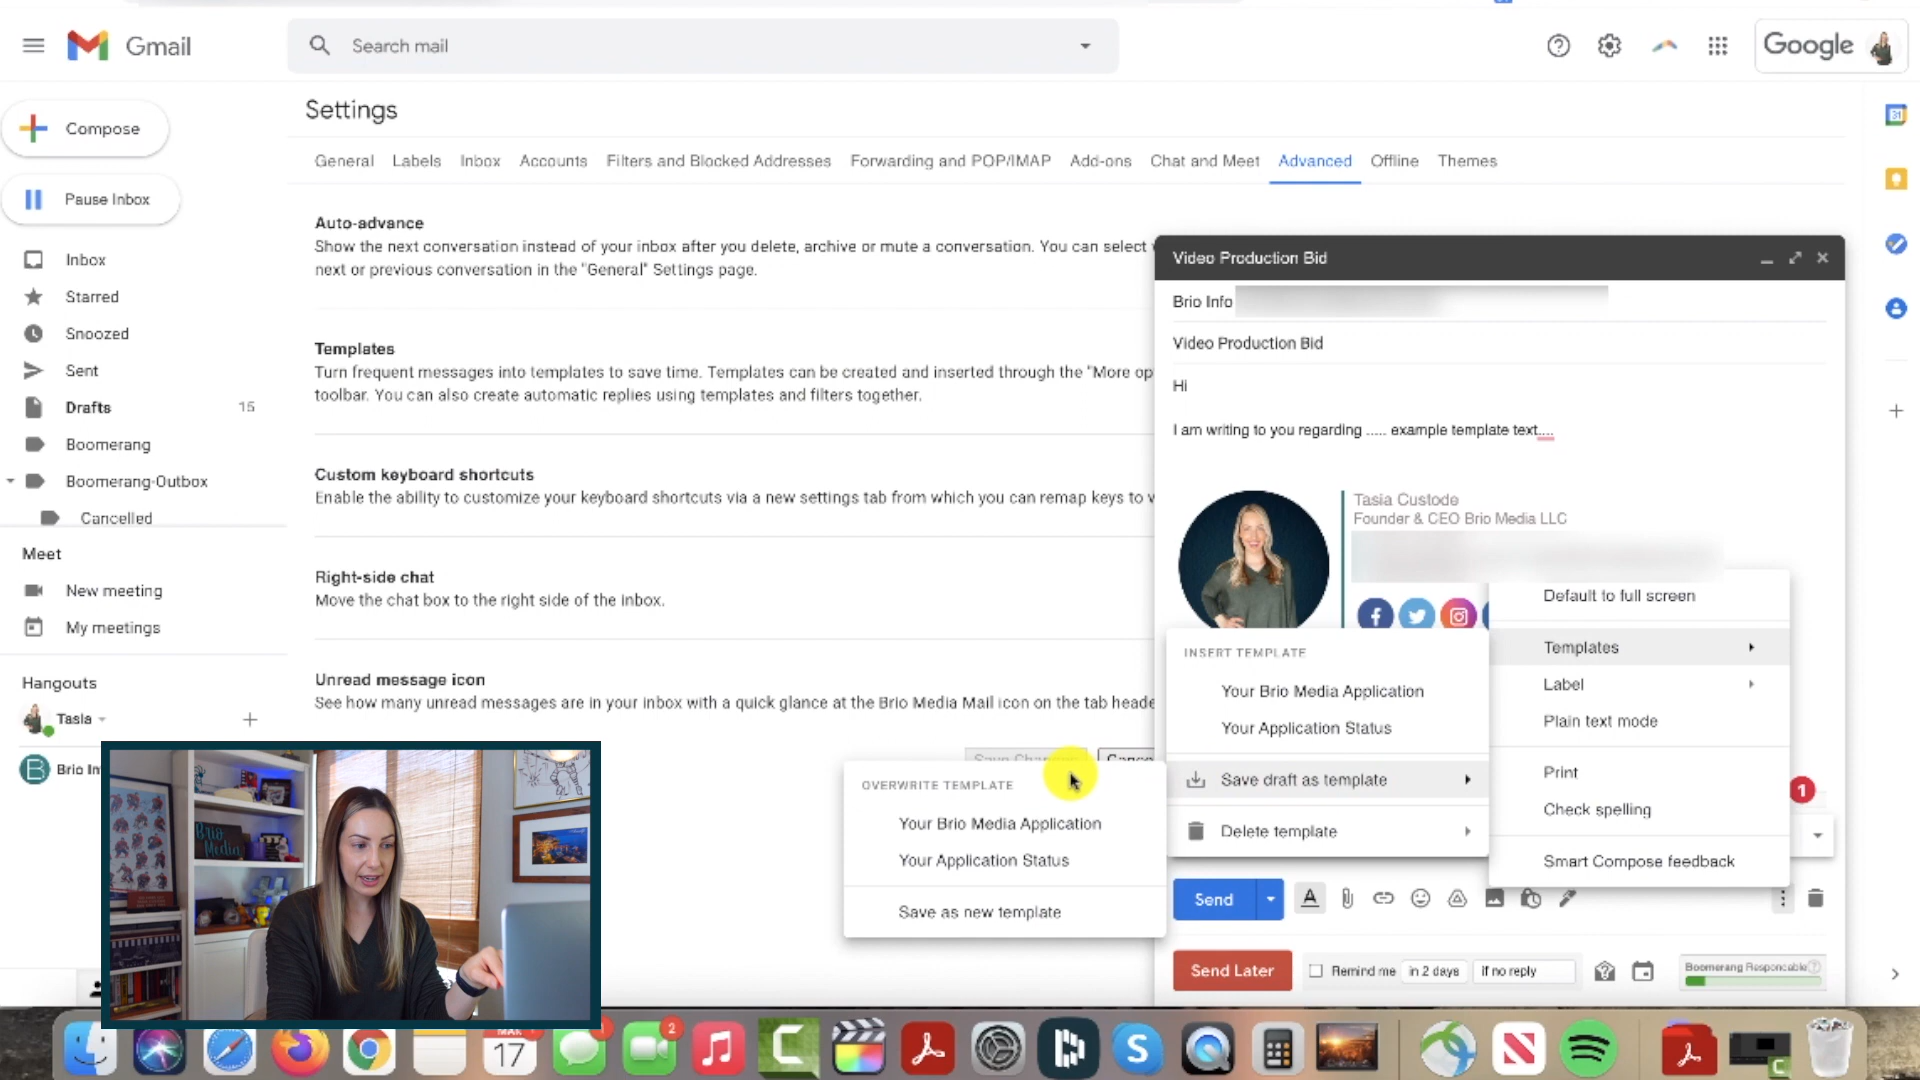 Gmail
Search mail
Google
Compose
Pause Inbox
Inbox
Starred
Snoozed
Sent
Drafts 15
Boomerang
Boomerang-Outbox
Cancelled
Meet
New meeting
My meetings
Hangouts
Tasia
Brio In
Settings
General Labels Inbox Accounts Filters and Blocked Addresses Forwarding and POP/IMAP Add-ons Chat and Meet Advanced Offline Themes
Auto-advance
Show the next conversation instead of your inbox after you delete, archive or mute a conversation. You can select
next or previous conversation in the "General" Settings page.
Templates
Turn frequent messages into templates to save time. Templates can be created and inserted through the "More op
toolbar. You can also create automatic replies using templates and filters together.
Custom keyboard shortcuts
Enable the ability to customize your keyboard shortcuts via a new settings tab from which you can remap keys to v
Right-side chat
Move the chat box to the right side of the inbox.
Unread message icon
See how many unread messages are in your inbox with a quick glance at the Brio Media Mail icon on the tab heade
Video Production Bid
Brio Info
Video Production Bid
Hi
I am writing to you regarding ..... example template text....
Tasia Custode
Founder & CEO Brio Media LLC
Default to full screen
Templates
Label
Plain text mode
Print
Check spelling
Smart Compose feedback
INSERT TEMPLATE
Your Brio Media Application
Your Application Status
Save draft as template
Delete template
OVERWRITE TEMPLATE
Your Brio Media Application
Your Application Status
Save as new template
1
Send
Send Later
Remind me in 2 days if no reply
Boomerang Respondable
31
Brio
Media
17
2